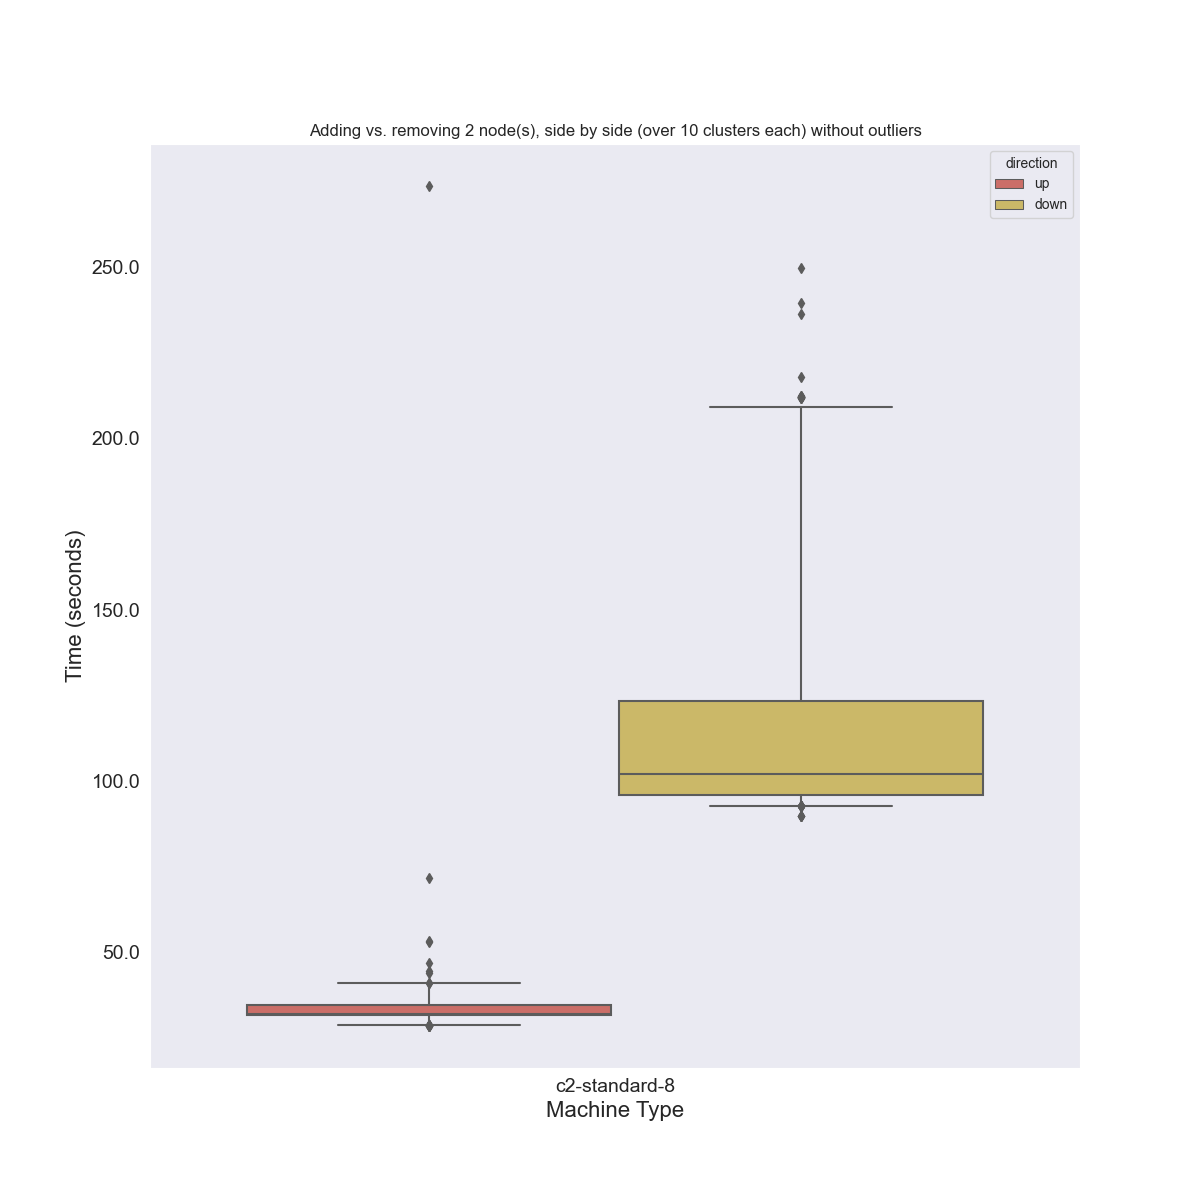 Adding vs. removing 2 node(s), side by side (over 10 clusters each) without outliers
direction
up
down
250.0
200.0
150.0
100.0
50.0
Time (seconds)
c2-standard-8
Machine Type